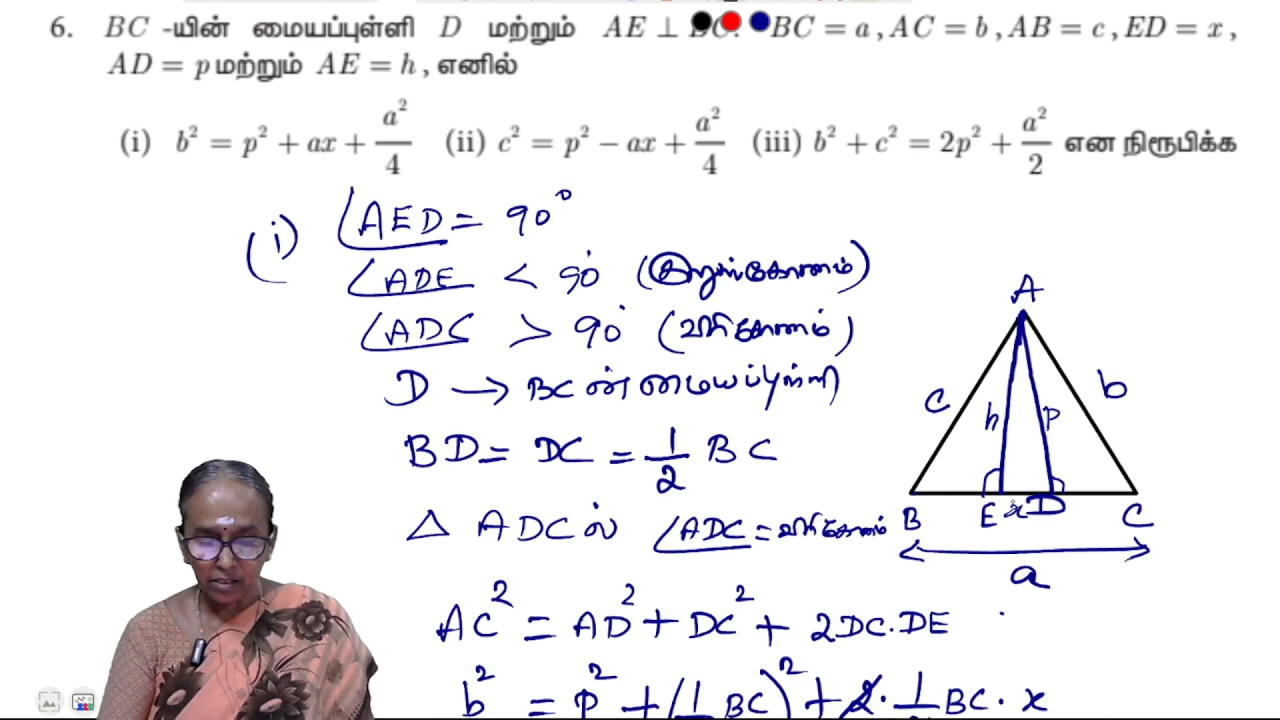 6. BC -யின் மையப்புள்ளி D மற்றும் AE ⊥ BC. BC = a, AC = b, AB = c, ED = x,
AD = p மற்றும் AE = h, எனில்
(i) b² = p² + ax + a²/4 (ii) c² = p² − ax + a²/4 (iii) b² + c² = 2p² + a²/2 என நிரூபிக்க
(i) ∠AED = 90°
∠ADE < 90° (குறுங்கோணம்)
∠ADC > 90° (விரிகோணம்)
D → BC ன் மையப்புள்ளி
BD = DC = 1/2 BC
Δ ADC ல் ∠ADC = விரிகோணம்
AC² = AD² + DC² + 2DC·DE
b² = p² + (1/2 BC)² + 2·1/2 BC·x
A
c h p b
B E x D C
a